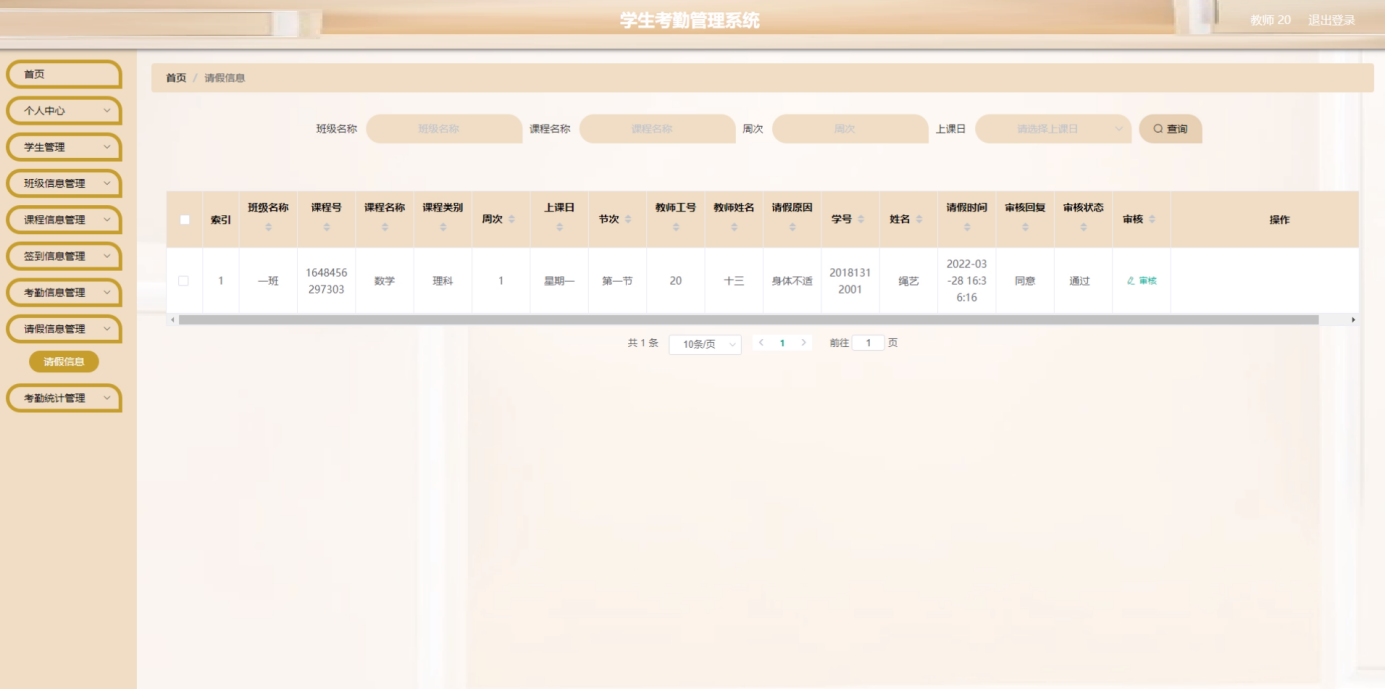 学生考勤管理系统
教师 20 退出登录
首页
个人中心
学生管理
班级信息管理
课程信息管理
签到信息管理
考勤信息管理
请假信息管理
请假信息
考勤统计管理
首页 / 请假信息
班级名称 班级名称 课程名称 课程名称 周次 周次 上课日 请选择上课日 查询
索引 班级名称 课程号 课程名称 课程类别 周次 上课日 节次 教师工号 教师姓名 请假原因 学号 姓名 请假时间 审核回复 审核状态 审核 操作
1 一班 1648456297303 数学 理科 1 星期一 第一节 20 十三 身体不适 20181312001 绳艺 2022-03-28 16:36:16 同意 通过 审核
共 1 条 10条/页 1 前往 1 页